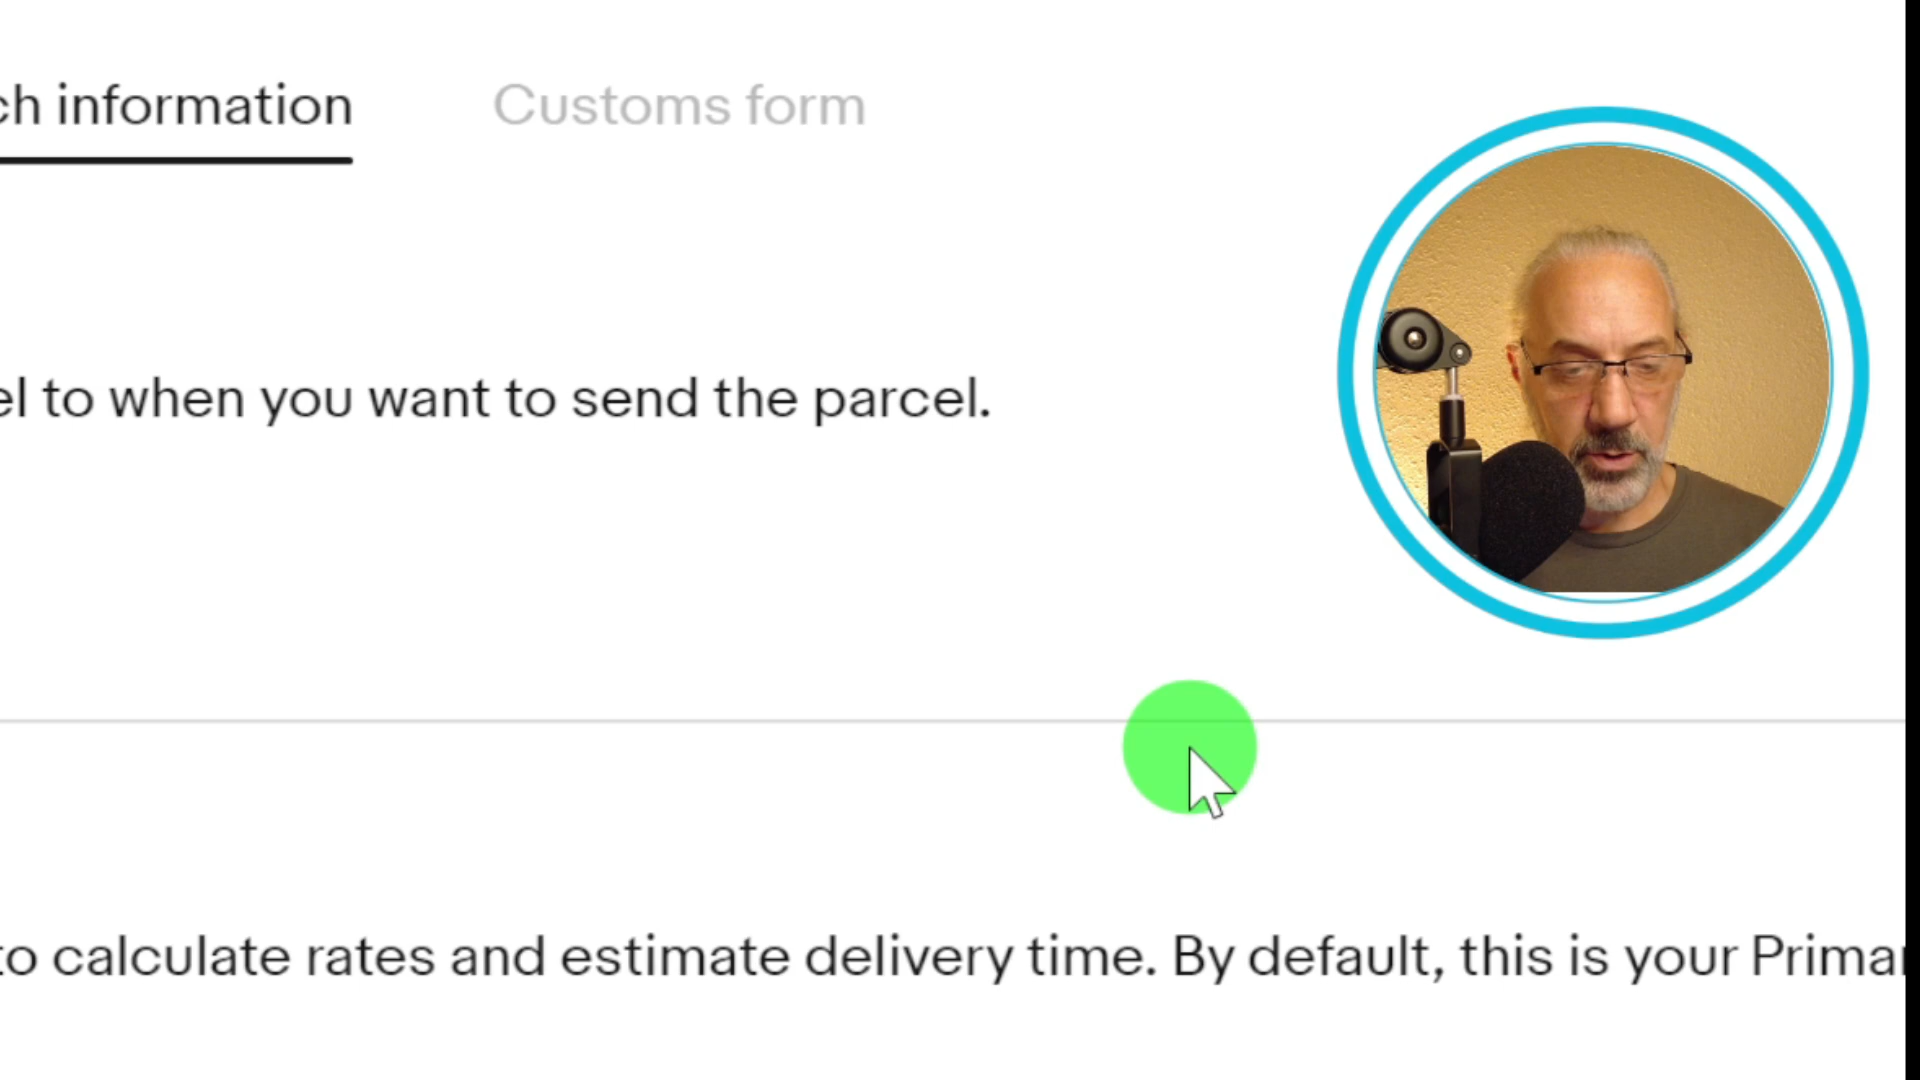 ch information
Customs form
el to when you want to send the parcel.
to calculate rates and estimate delivery time. By default, this is your Primar